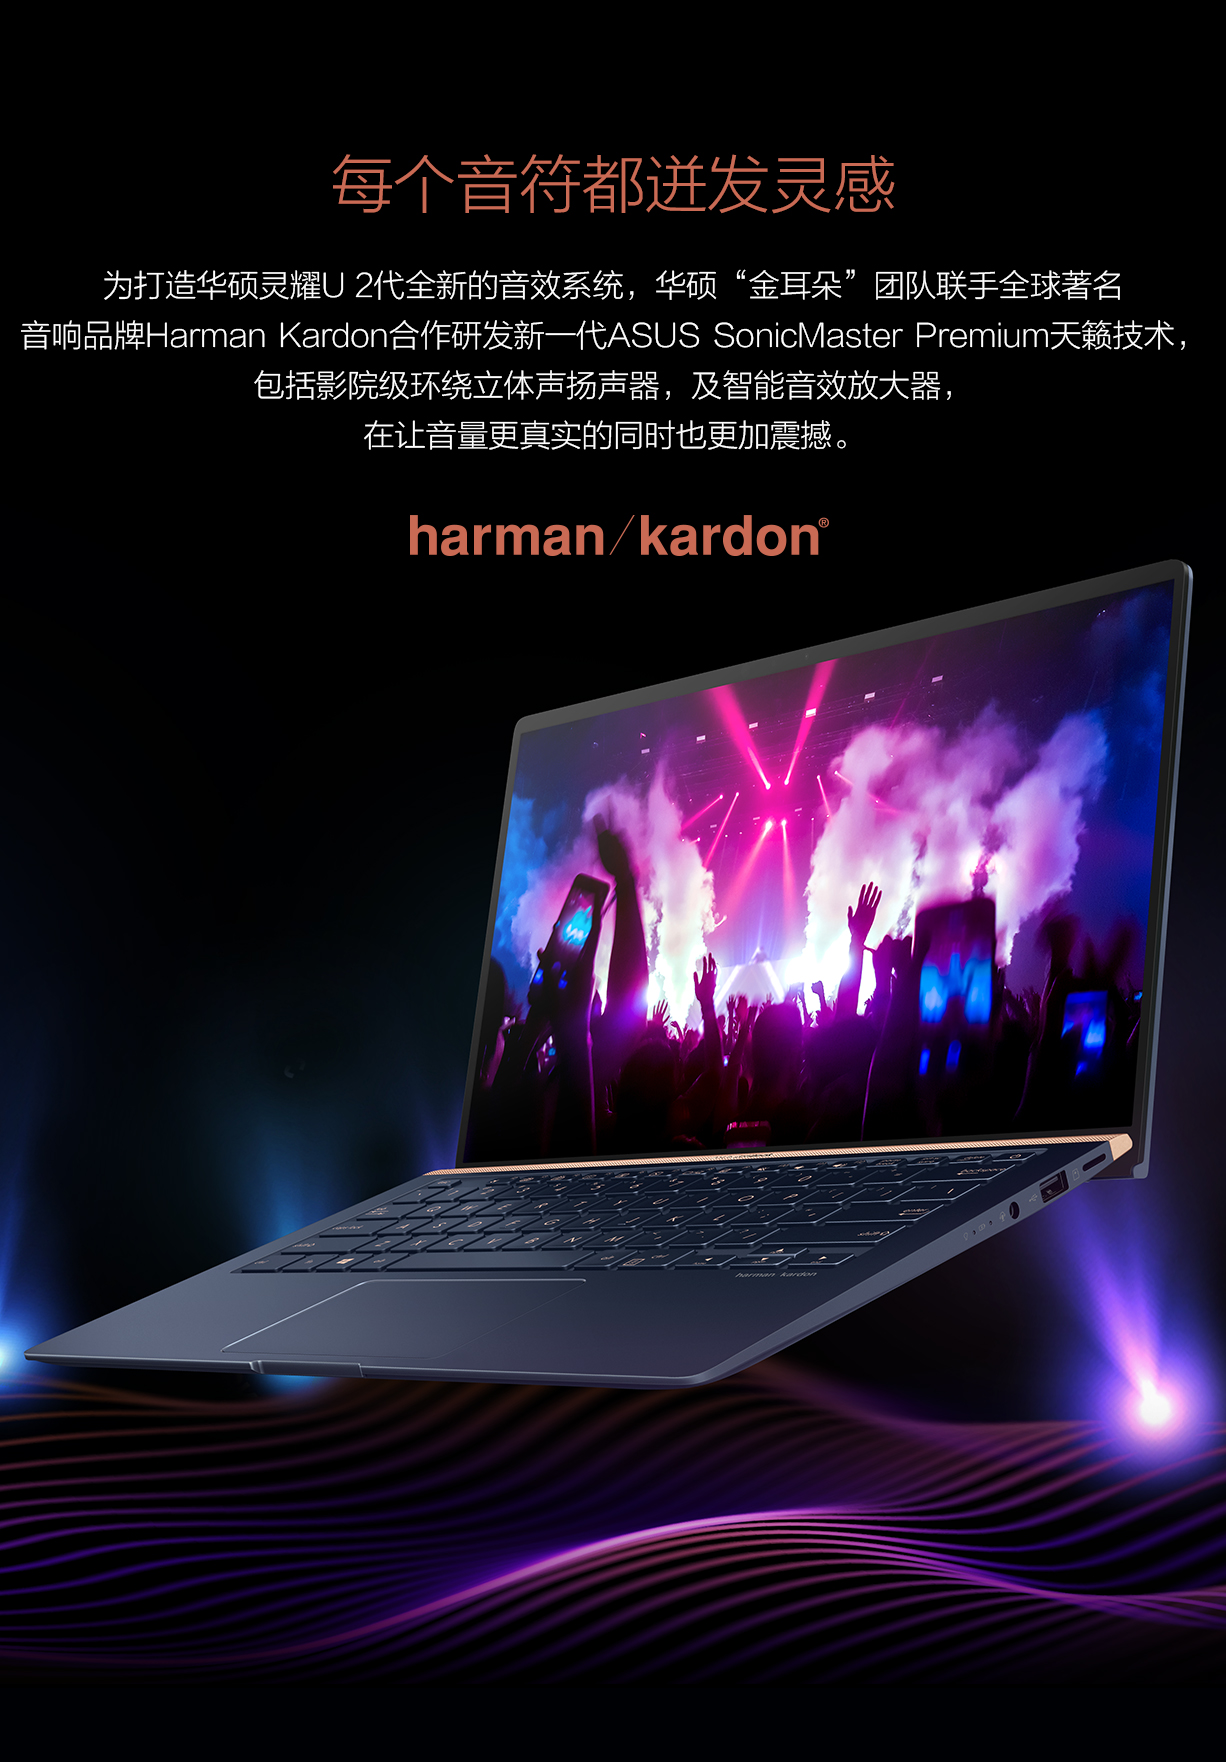 每个音符都迸发灵感
为打造华硕灵耀U 2代全新的音效系统，华硕“金耳朵”团队联手全球著名
音响品牌Harman Kardon合作研发新一代ASUS SonicMaster Premium天籁技术，
包括影院级环绕立体声扬声器，及智能音效放大器，
在让音量更真实的同时也更加震撼。
harman/kardon®
harman kardon